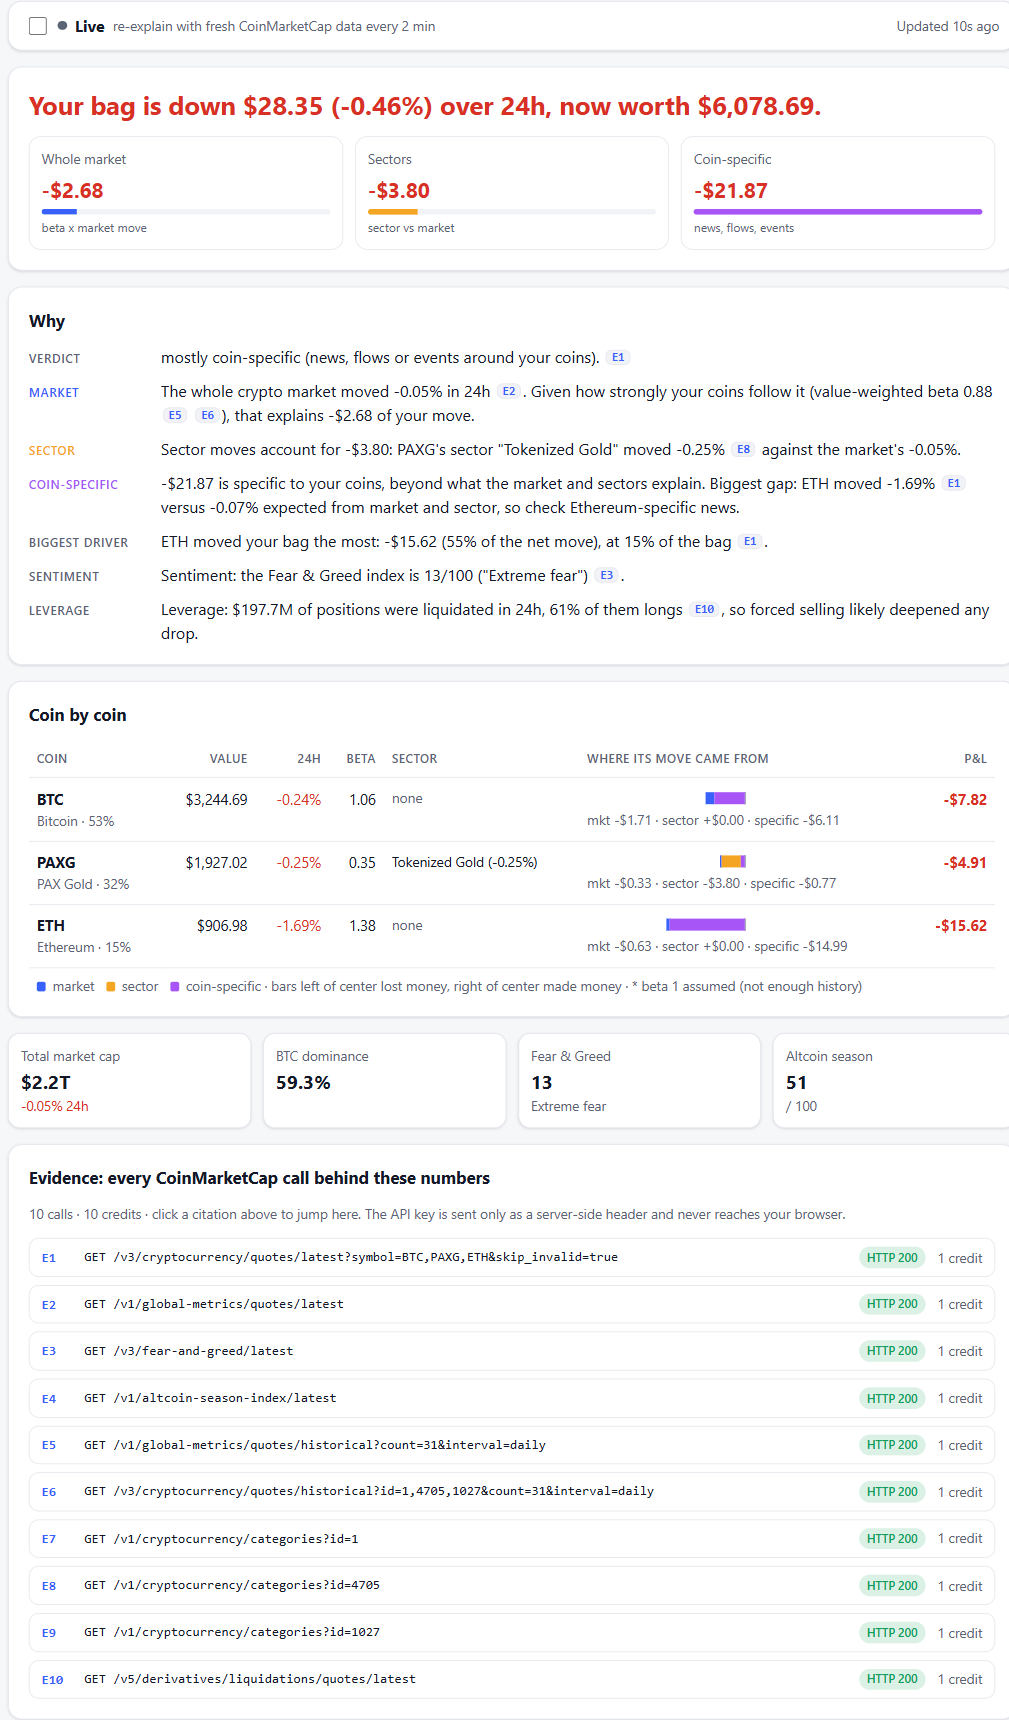 Live re-explain with fresh CoinMarketCap data every 2 min
Updated 10s ago
Your bag is down $28.35 (-0.46%) over 24h, now worth $6,078.69.
Whole market
-$2.68
beta x market move
Sectors
-$3.80
sector vs market
Coin-specific
-$21.87
news, flows, events
Why
VERDICT mostly coin-specific (news, flows or events around your coins). E1
MARKET The whole crypto market moved -0.05% in 24h E2 . Given how strongly your coins follow it (value-weighted beta 0.88
E5 E6 ), that explains -$2.68 of your move.
SECTOR Sector moves account for -$3.80: PAXG's sector "Tokenized Gold" moved -0.25% E8 against the market's -0.05%.
COIN-SPECIFIC -$21.87 is specific to your coins, beyond what the market and sectors explain. Biggest gap: ETH moved -1.69% E1
versus -0.07% expected from market and sector, so check Ethereum-specific news.
BIGGEST DRIVER ETH moved your bag the most: -$15.62 (55% of the net move), at 15% of the bag E1 .
SENTIMENT Sentiment: the Fear & Greed index is 13/100 ("Extreme fear") E3 .
LEVERAGE Leverage: $197.7M of positions were liquidated in 24h, 61% of them longs E10 , so forced selling likely deepened any
drop.
Coin by coin
COIN VALUE 24H BETA SECTOR WHERE ITS MOVE CAME FROM P&L
BTC $3,244.69 -0.24% 1.06 none -$7.82
Bitcoin · 53% mkt -$1.71 · sector +$0.00 · specific -$6.11
PAXG $1,927.02 -0.25% 0.35 Tokenized Gold (-0.25%) -$4.91
PAX Gold · 32% mkt -$0.33 · sector -$3.80 · specific -$0.77
ETH $906.98 -1.69% 1.38 none -$15.62
Ethereum · 15% mkt -$0.63 · sector +$0.00 · specific -$14.99
market sector coin-specific · bars left of center lost money, right of center made money · * beta 1 assumed (not enough history)
Total market cap
$2.2T
-0.05% 24h
BTC dominance
59.3%
Fear & Greed
13
Extreme fear
Altcoin season
51
/ 100
Evidence: every CoinMarketCap call behind these numbers
10 calls · 10 credits · click a citation above to jump here. The API key is sent only as a server-side header and never reaches your browser.
E1 GET /v3/cryptocurrency/quotes/latest?symbol=BTC,PAXG,ETH&skip_invalid=true HTTP 200 1 credit
E2 GET /v1/global-metrics/quotes/latest HTTP 200 1 credit
E3 GET /v3/fear-and-greed/latest HTTP 200 1 credit
E4 GET /v1/altcoin-season-index/latest HTTP 200 1 credit
E5 GET /v1/global-metrics/quotes/historical?count=31&interval=daily HTTP 200 1 credit
E6 GET /v3/cryptocurrency/quotes/historical?id=1,4705,1027&count=31&interval=daily HTTP 200 1 credit
E7 GET /v1/cryptocurrency/categories?id=1 HTTP 200 1 credit
E8 GET /v1/cryptocurrency/categories?id=4705 HTTP 200 1 credit
E9 GET /v1/cryptocurrency/categories?id=1027 HTTP 200 1 credit
E10 GET /v5/derivatives/liquidations/quotes/latest HTTP 200 1 credit